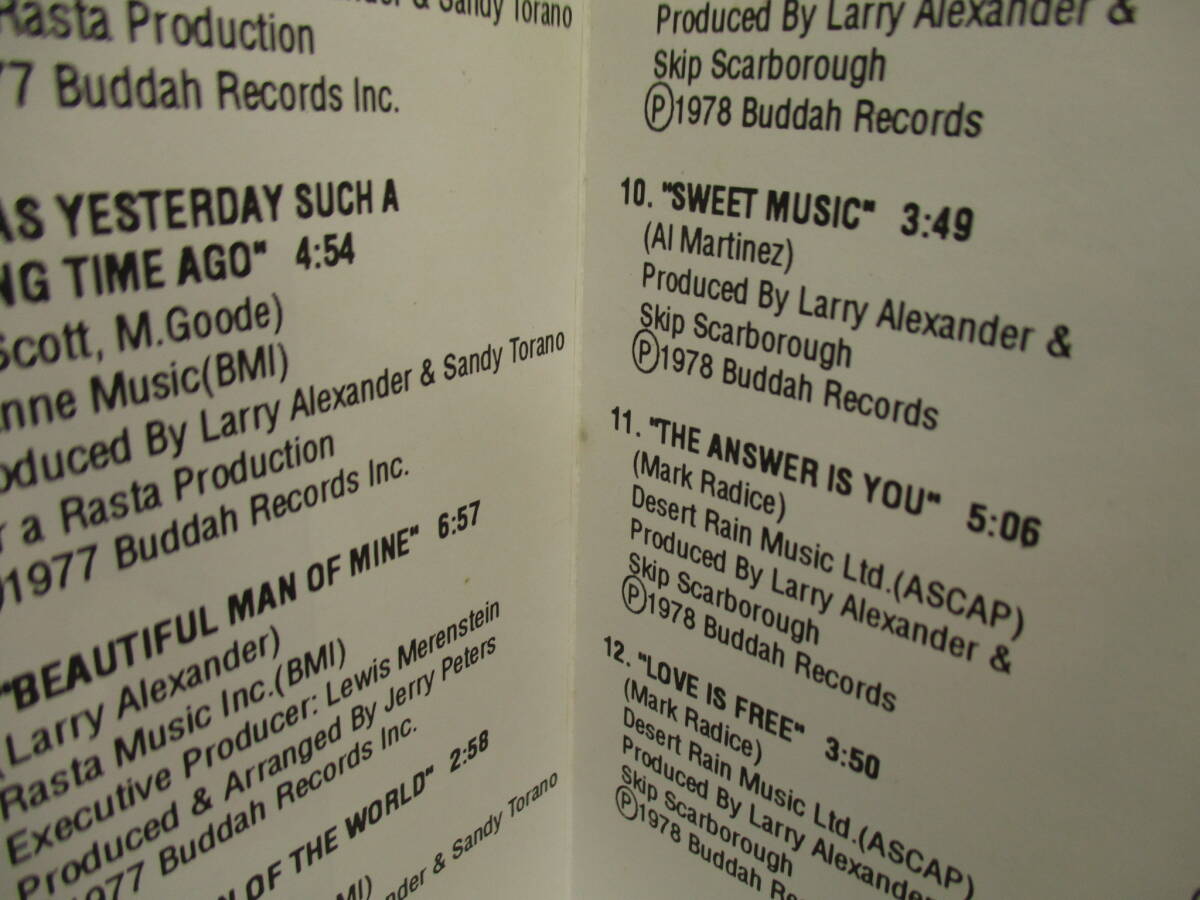 & Sandy Torano
Rasta Production
77 Buddah Records Inc.
AS YESTERDAY SUCH A
NG TIME AGO" 4:54
Scott, M.Goode)
nne Music(BMI)
oduced By Larry Alexander & Sandy Torano
r a Rasta Production
1977 Buddah Records Inc.
"BEAUTIFUL MAN OF MINE" 6:57
(Larry Alexander)
Rasta Music Inc.(BMI)
Executive Producer: Lewis Merenstein
Produced & Arranged By Jerry Peters
1977 Buddah Records Inc.
N OF THE WORLD" 2:58
MI)
nder & Sandy Torano
Produced By Larry Alexander &
Skip Scarborough
Ⓟ1978 Buddah Records
10. "SWEET MUSIC" 3:49
(Al Martinez)
Produced By Larry Alexander &
Skip Scarborough
Ⓟ1978 Buddah Records
11. "THE ANSWER IS YOU" 5:06
(Mark Radice)
Desert Rain Music Ltd.(ASCAP)
Produced By Larry Alexander &
Skip Scarborough
Ⓟ1978 Buddah Records
12. "LOVE IS FREE" 3:50
(Mark Radice)
Desert Rain Music Ltd.(ASCAP)
Produced By Larry Alexander
Skip Scarborough
Ⓟ1978 Buddah Rec